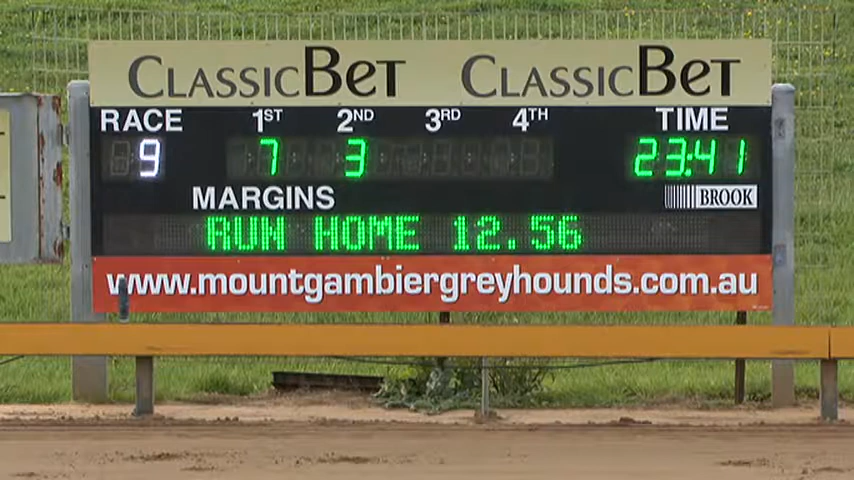 CLASSICBET CLASSICBET
RACE 1ST 2ND 3RD 4TH TIME
9 7 3 23:41
MARGINS BROOK
RUN HOME 12.56
www.mountgambiergreyhounds.com.au